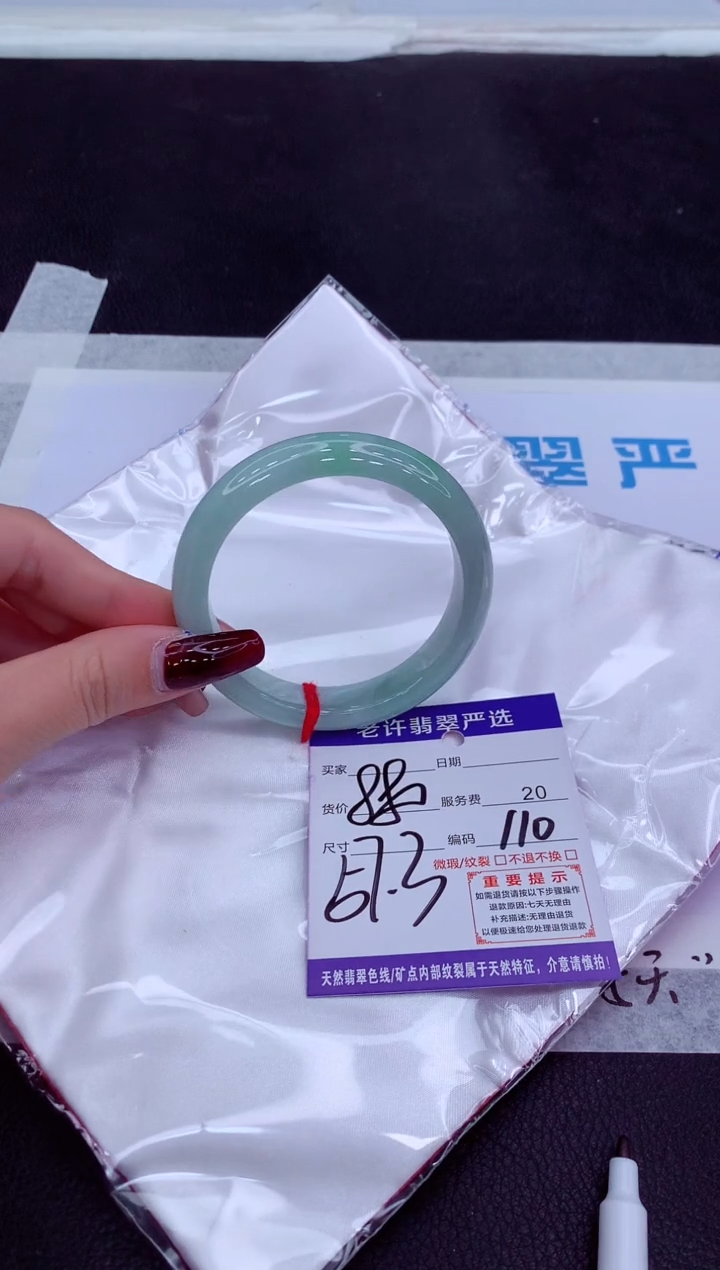 翠严
老许翡翠严选
买家 日期
货价 服务费 20
尺寸 编码 110
微瑕/纹裂 □ 不退不换 □
重要提示
如需退货请按以下步骤操作
退款原因:七天无理由
补充描述:无理由退货
以便极速给您处理退货退款
天然翡翠色线/矿点内部纹裂属于天然特征，介意请慎拍!